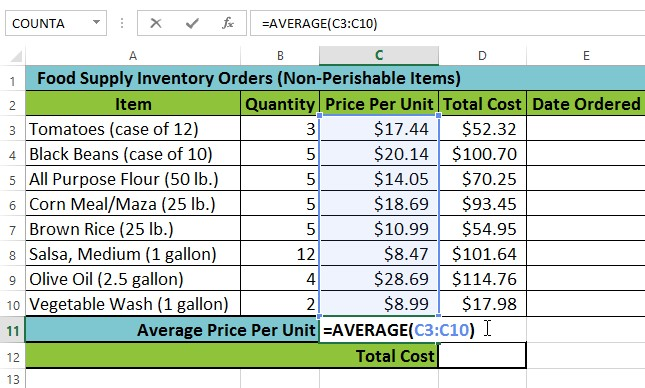 COUNTA =AVERAGE(C3:C10)
A B C D E
1 Food Supply Inventory Orders (Non-Perishable Items)
2 Item Quantity Price Per Unit Total Cost Date Ordered
3 Tomatoes (case of 12) 3 $17.44 $52.32
4 Black Beans (case of 10) 5 $20.14 $100.70
5 All Purpose Flour (50 lb.) 5 $14.05 $70.25
6 Corn Meal/Maza (25 lb.) 5 $18.69 $93.45
7 Brown Rice (25 lb.) 5 $10.99 $54.95
8 Salsa, Medium (1 gallon) 12 $8.47 $101.64
9 Olive Oil (2.5 gallon) 4 $28.69 $114.76
10 Vegetable Wash (1 gallon) 2 $8.99 $17.98
11 Average Price Per Unit =AVERAGE(C3:C10)
12 Total Cost
13